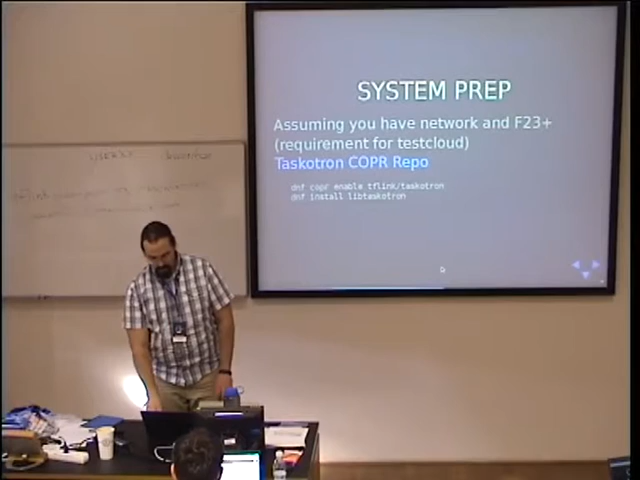 SYSTEM PREP
Assuming you have network and F23+
(requirement for testcloud)
Taskotron COPR Repo
dnf copr enable tflink/taskotron
dnf install libtaskotron